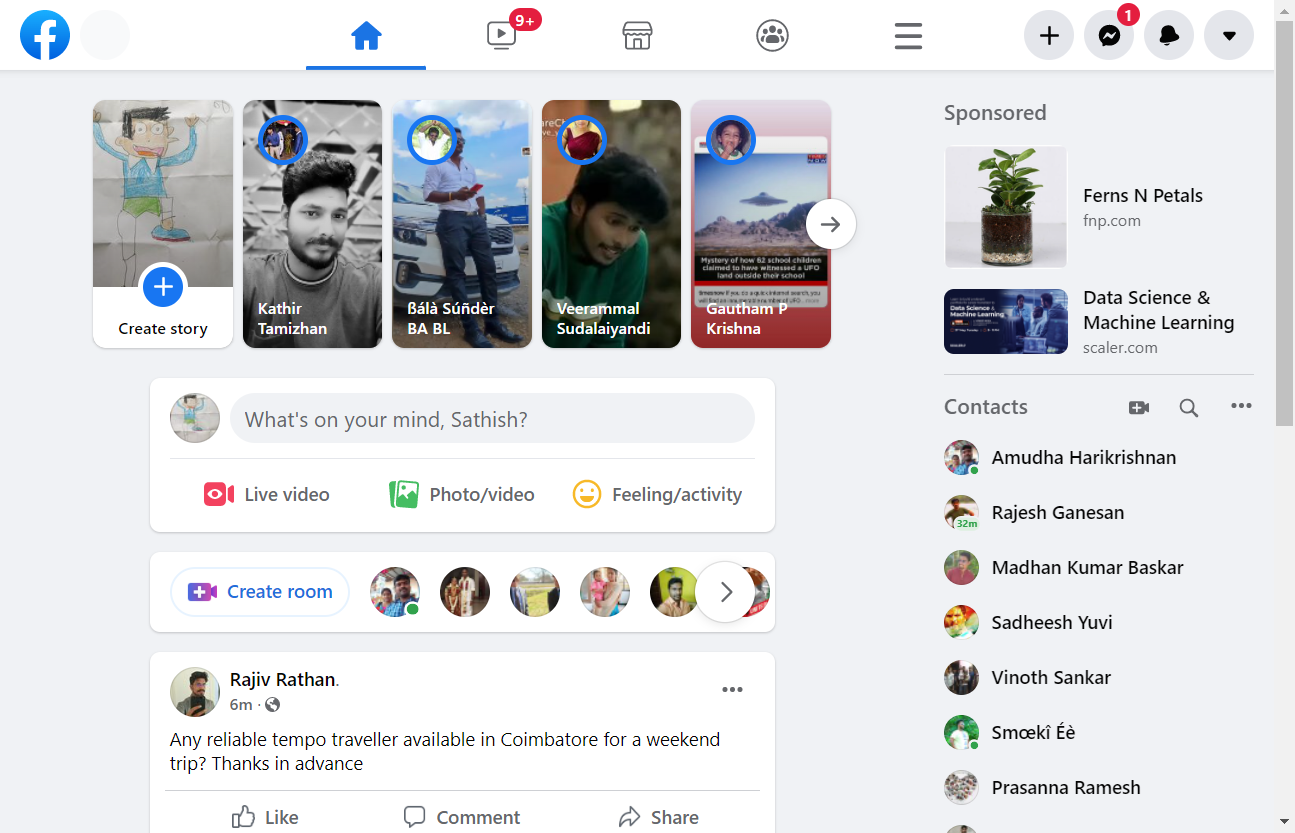 9+
1
Create story
Kathir
Tamizhan
ßálà Súñdèr
BA BL
Veerammal
Sudalaiyandi
Mystery of how 62 school children
claimed to have witnessed a UFO
land outside their school
Gautham P
Krishna
What's on your mind, Sathish?
Live video
Photo/video
Feeling/activity
Create room
Rajiv Rathan.
6m ·
Any reliable tempo traveller available in Coimbatore for a weekend
trip? Thanks in advance
Like
Comment
Share
Sponsored
Ferns N Petals
fnp.com
Data Science &
Machine Learning
Data Science &
Machine Learning
scaler.com
Contacts
Amudha Harikrishnan
32m
Rajesh Ganesan
Madhan Kumar Baskar
Sadheesh Yuvi
Vinoth Sankar
Smœkî Éè
Prasanna Ramesh